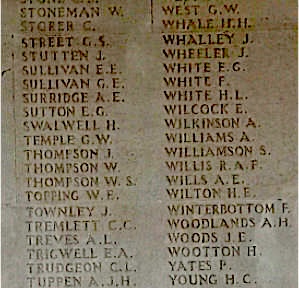 STONEMAN W.
STORER C.
STREET G.S.
STUTTEN J.
SULLIVAN E.E.
SULLIVAN G.E.
SURRIDGE A.E.
SUTTON E.G.
SWALWELL H.
TEMPLE G.W.
THOMPSON J.
THOMPSON W.
THOMPSON W.S.
TOPPING W.E.
TOWNLEY J.
TREMLETT C.C.
TREVES A.L.
TRIGWELL E.A.
TRUDGEON C.L.
TUPPEN A.J.H.
WEST G.W.
WHALE H.H.
WHALLEY J.
WHEELER J.
WHITE E.G.
WHITE F.
WHITE H.L.
WILCOCK E.
WILKINSON A.
WILLIAMS A.
WILLIAMSON S.
WILLIS R.A.F.
WILLS A.E.
WILTON H.E.
WINTERBOTTOM F.
WOODLANDS A.H.
WOODS J.E.
WOOTTON H.
YATES P.
YOUNG H.C.